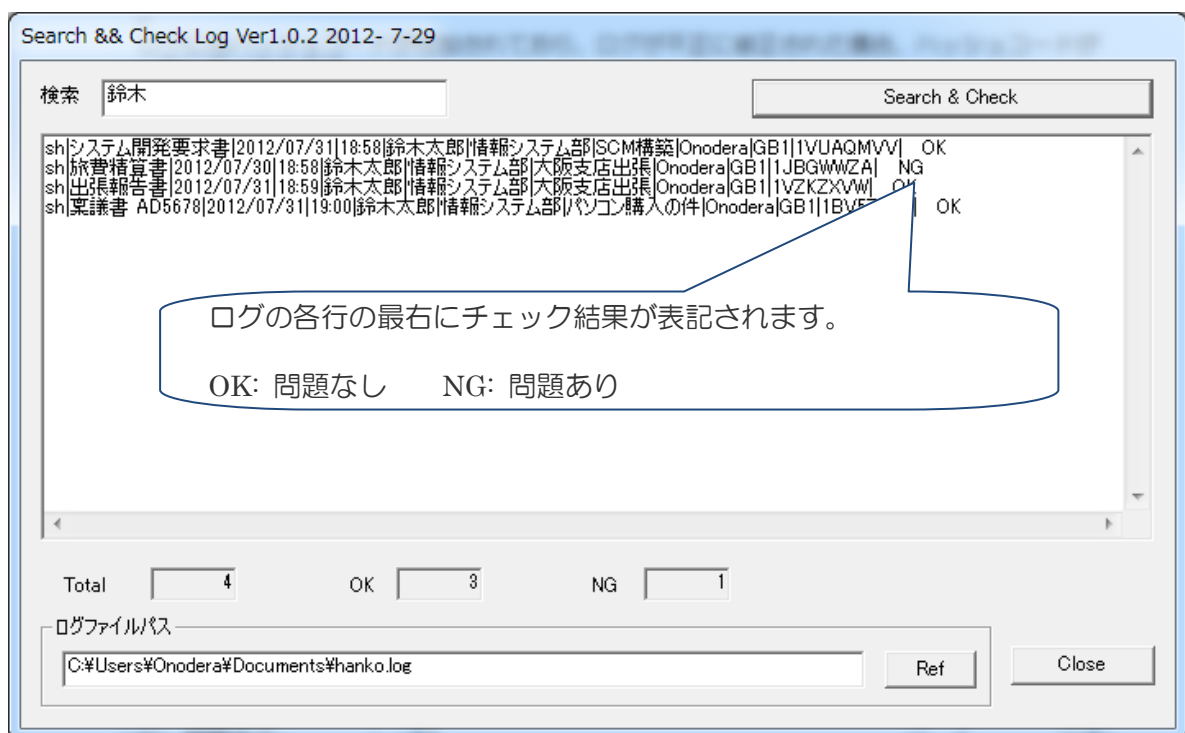 Search && Check Log Ver1.0.2 2012- 7-29
検索 鈴木 Search & Check
sh|システム開発要求書|2012/07/31|18:58|鈴木太郎|情報システム部|SCM構築|Onodera|GB1|1VUAQMVV| OK
sh|旅費精算書|2012/07/30|18:58|鈴木太郎|情報システム部|大阪支店出張|Onodera|GB1|1JBGWWZA| NG
sh|出張報告書|2012/07/31|18:59|鈴木太郎|情報システム部|大阪支店出張|Onodera|GB1|1VZKZXVW| OK
sh|稟議書 AD5678|2012/07/31|19:00|鈴木太郎|情報システム部|パソコン購入の件|Onodera|GB1| OK
ログの各行の最右にチェック結果が表記されます。
OK: 問題なし NG: 問題あり
Total 4 OK 3 NG 1
ログファイルパス
C:¥Users¥Onodera¥Documents¥hanko.log Ref Close